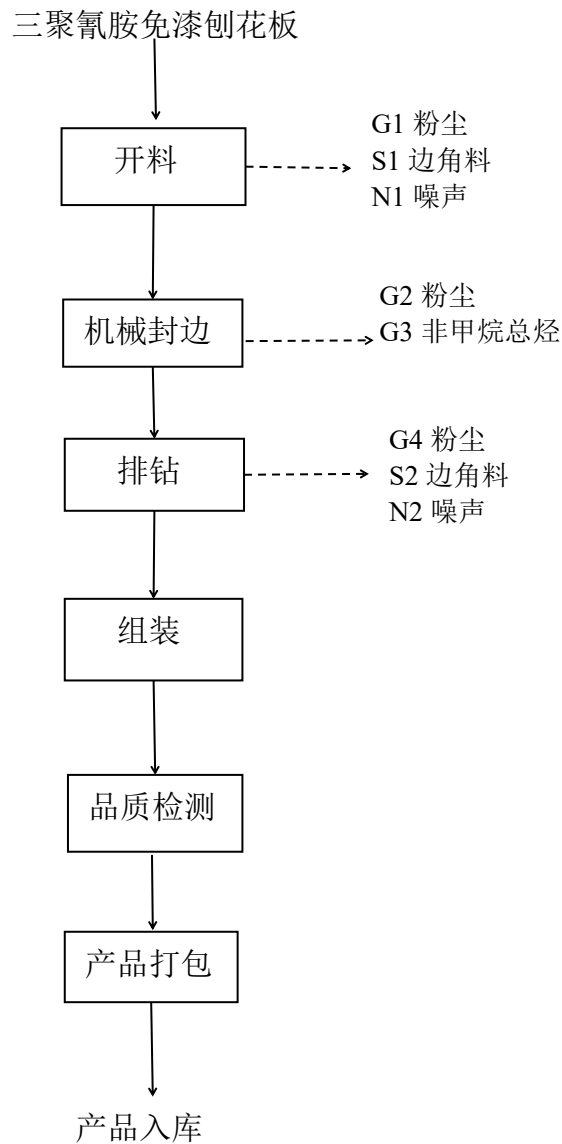 三聚氰胺免漆刨花板
开料
G1 粉尘
S1 边角料
N1 噪声
机械封边
G2 粉尘
G3 非甲烷总烃
排钻
G4 粉尘
S2 边角料
N2 噪声
组装
品质检测
产品打包
产品入库